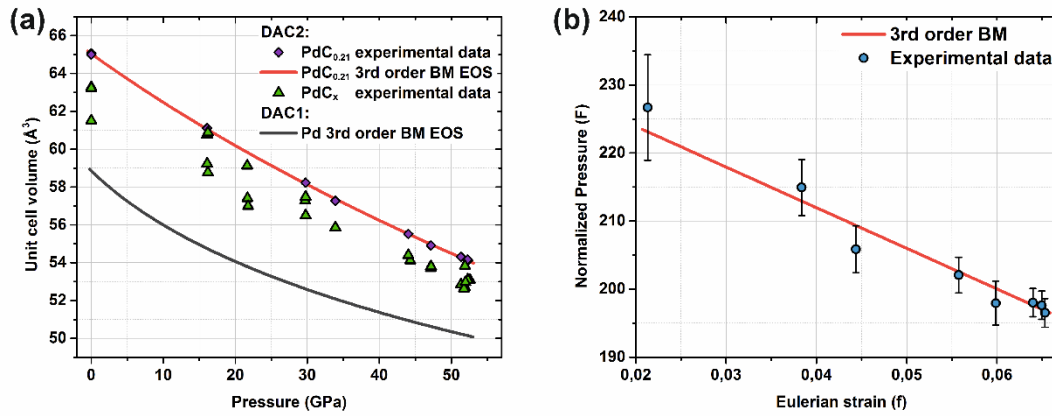 (a)
66
64
62
60
58
56
54
52
50
Unit cell volume (Å³)
0
10
20
30
40
50
Pressure (GPa)
DAC2:
PdC₀.₂₁ experimental data
PdC₀.₂₁ 3rd order BM EOS
PdCₓ experimental data
DAC1:
Pd 3rd order BM EOS
(b)
240
230
220
210
200
190
Normalized Pressure (F)
0,02
0,03
0,04
0,05
0,06
Eulerian strain (f)
3rd order BM
Experimental data